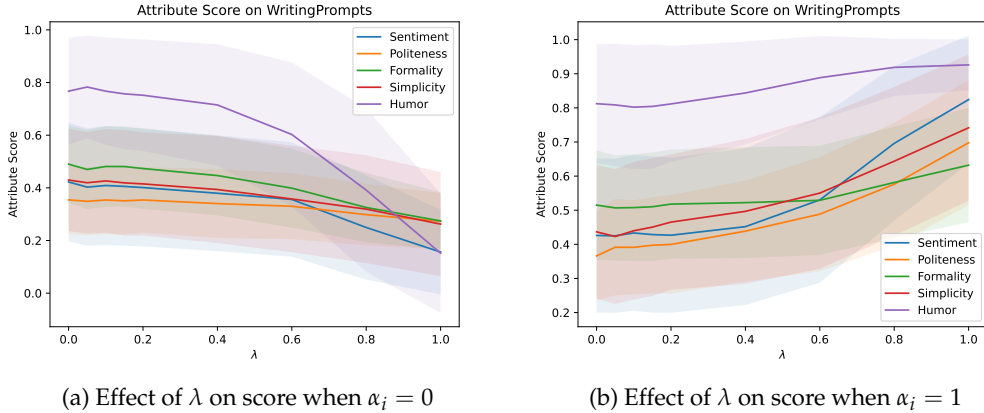 Attribute Score on WritingPrompts
1.0
0.8
0.6
0.4
0.2
0.0
Attribute Score
0.0 0.2 0.4 0.6 0.8 1.0
λ
Sentiment
Politeness
Formality
Simplicity
Humor
(a) Effect of λ on score when αᵢ = 0
Attribute Score on WritingPrompts
1.0
0.9
0.8
0.7
0.6
0.5
0.4
0.3
0.2
Attribute Score
0.0 0.2 0.4 0.6 0.8 1.0
λ
Sentiment
Politeness
Formality
Simplicity
Humor
(b) Effect of λ on score when αᵢ = 1